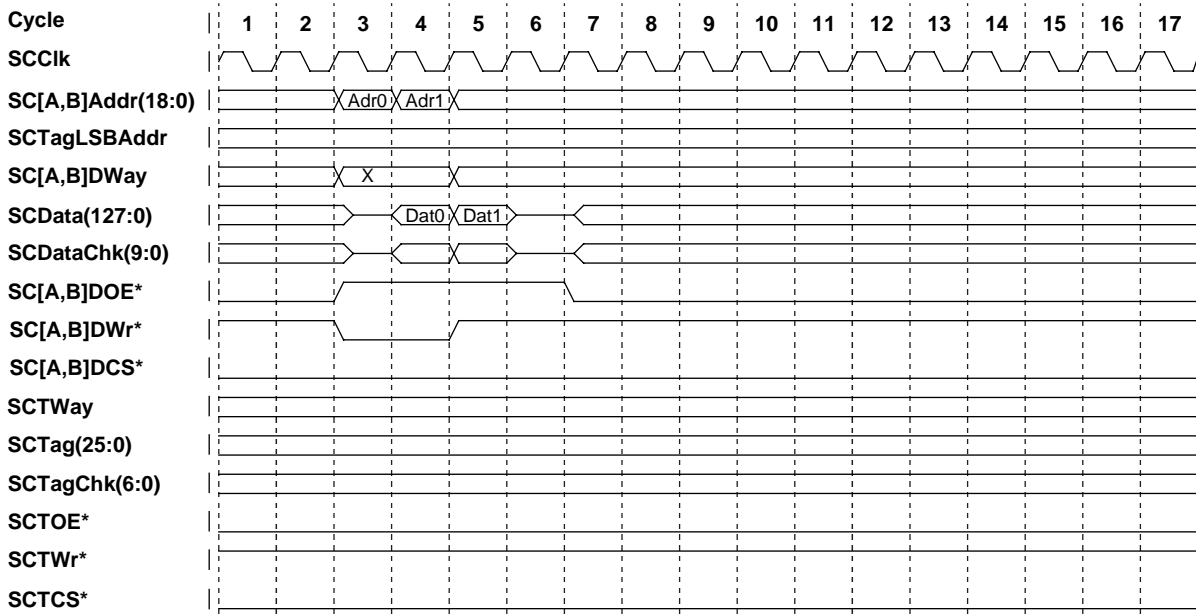 Cycle 1 2 3 4 5 6 7 8 9 10 11 12 13 14 15 16 17
SCClk
SC[A,B]Addr(18:0) Adr0 Adr1
SCTagLSBAddr
SC[A,B]DWay X
SCData(127:0) Dat0 Dat1
SCDataChk(9:0)
SC[A,B]DOE*
SC[A,B]DWr*
SC[A,B]DCS*
SCTWay
SCTag(25:0)
SCTagChk(6:0)
SCTOE*
SCTWr*
SCTCS*